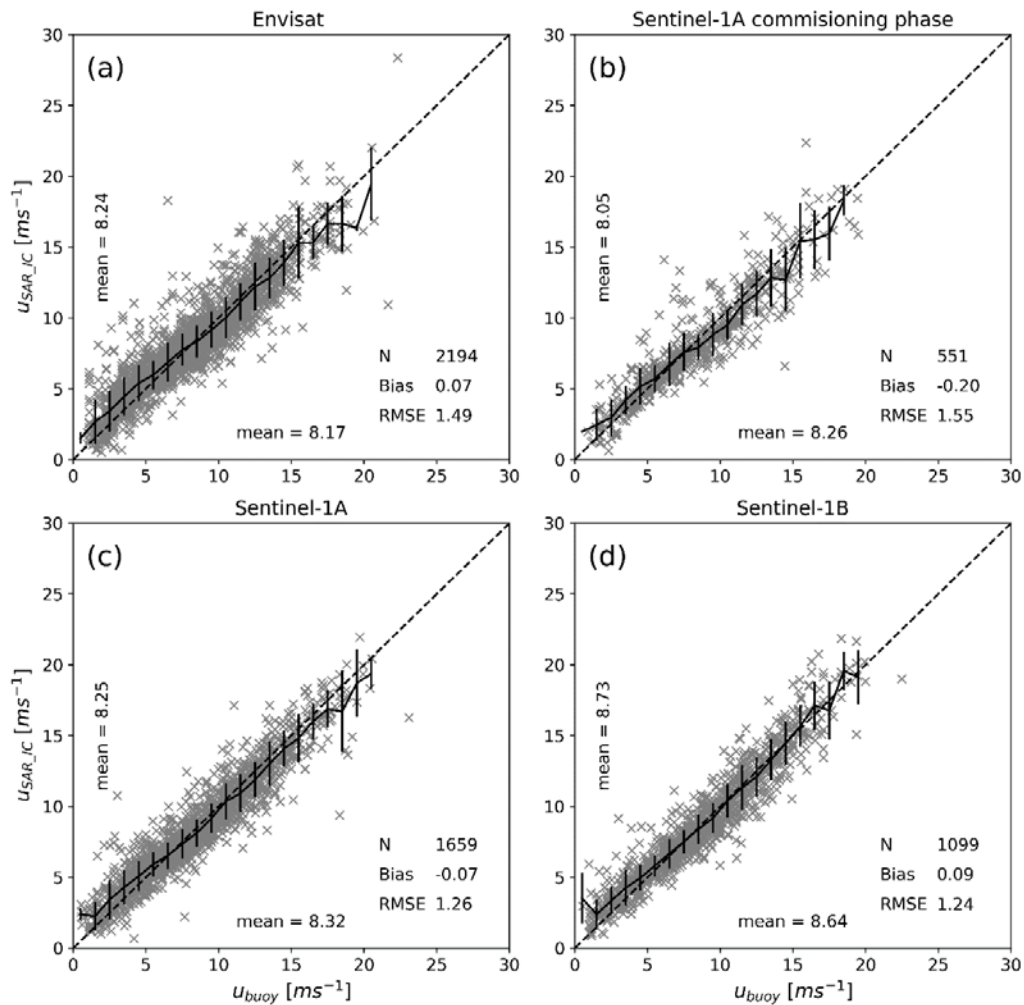 Envisat
(a)
mean = 8.24
u_SAR_IC [ms⁻¹]
30
25
20
15
10
5
0
N 2194
Bias 0.07
RMSE 1.49
mean = 8.17
0 5 10 15 20 25 30
Sentinel-1A commisioning phase
(b)
mean = 8.05
30
25
20
15
10
5
0
N 551
Bias -0.20
RMSE 1.55
mean = 8.26
0 5 10 15 20 25 30
Sentinel-1A
(c)
mean = 8.25
u_SAR_IC [ms⁻¹]
30
25
20
15
10
5
0
N 1659
Bias -0.07
RMSE 1.26
mean = 8.32
0 5 10 15 20 25 30
u_buoy [ms⁻¹]
Sentinel-1B
(d)
mean = 8.73
30
25
20
15
10
5
0
N 1099
Bias 0.09
RMSE 1.24
mean = 8.64
0 5 10 15 20 25 30
u_buoy [ms⁻¹]